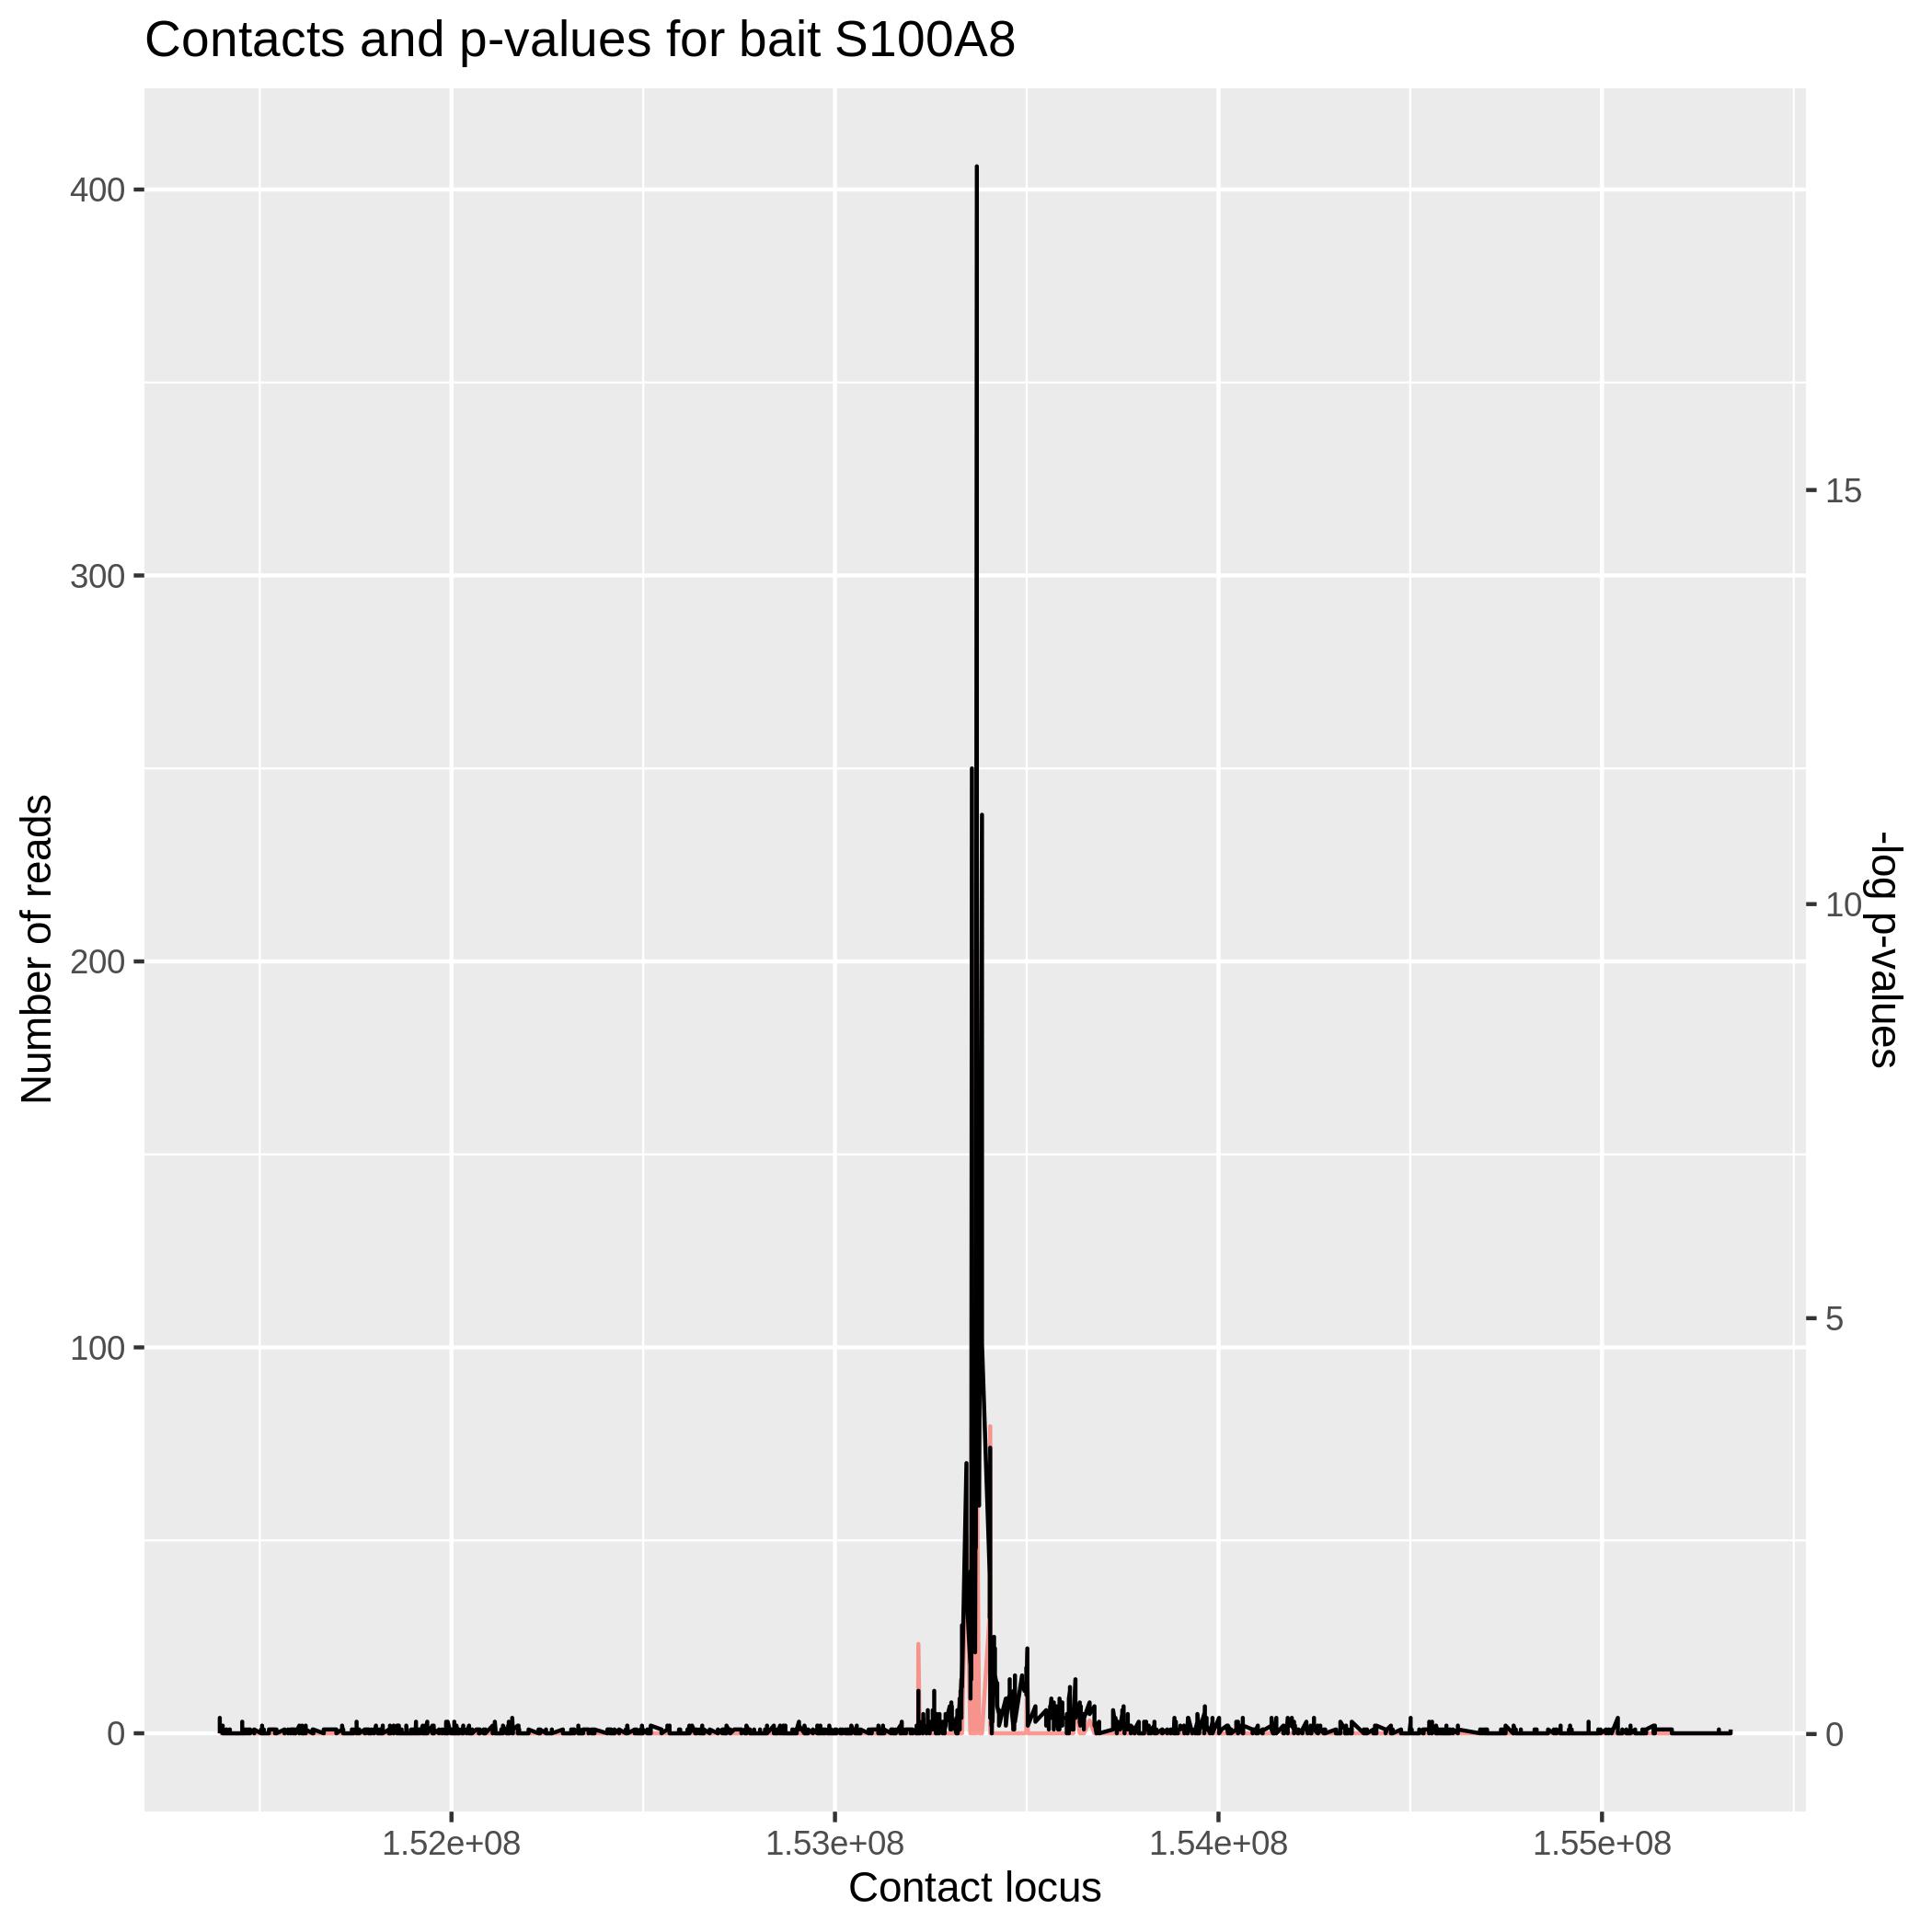 Contacts and p-values for bait S100A8
400
300
200
100
0
Number of reads
15
10
5
0
-log p-values
1.52e+08
1.53e+08
1.54e+08
1.55e+08
Contact locus